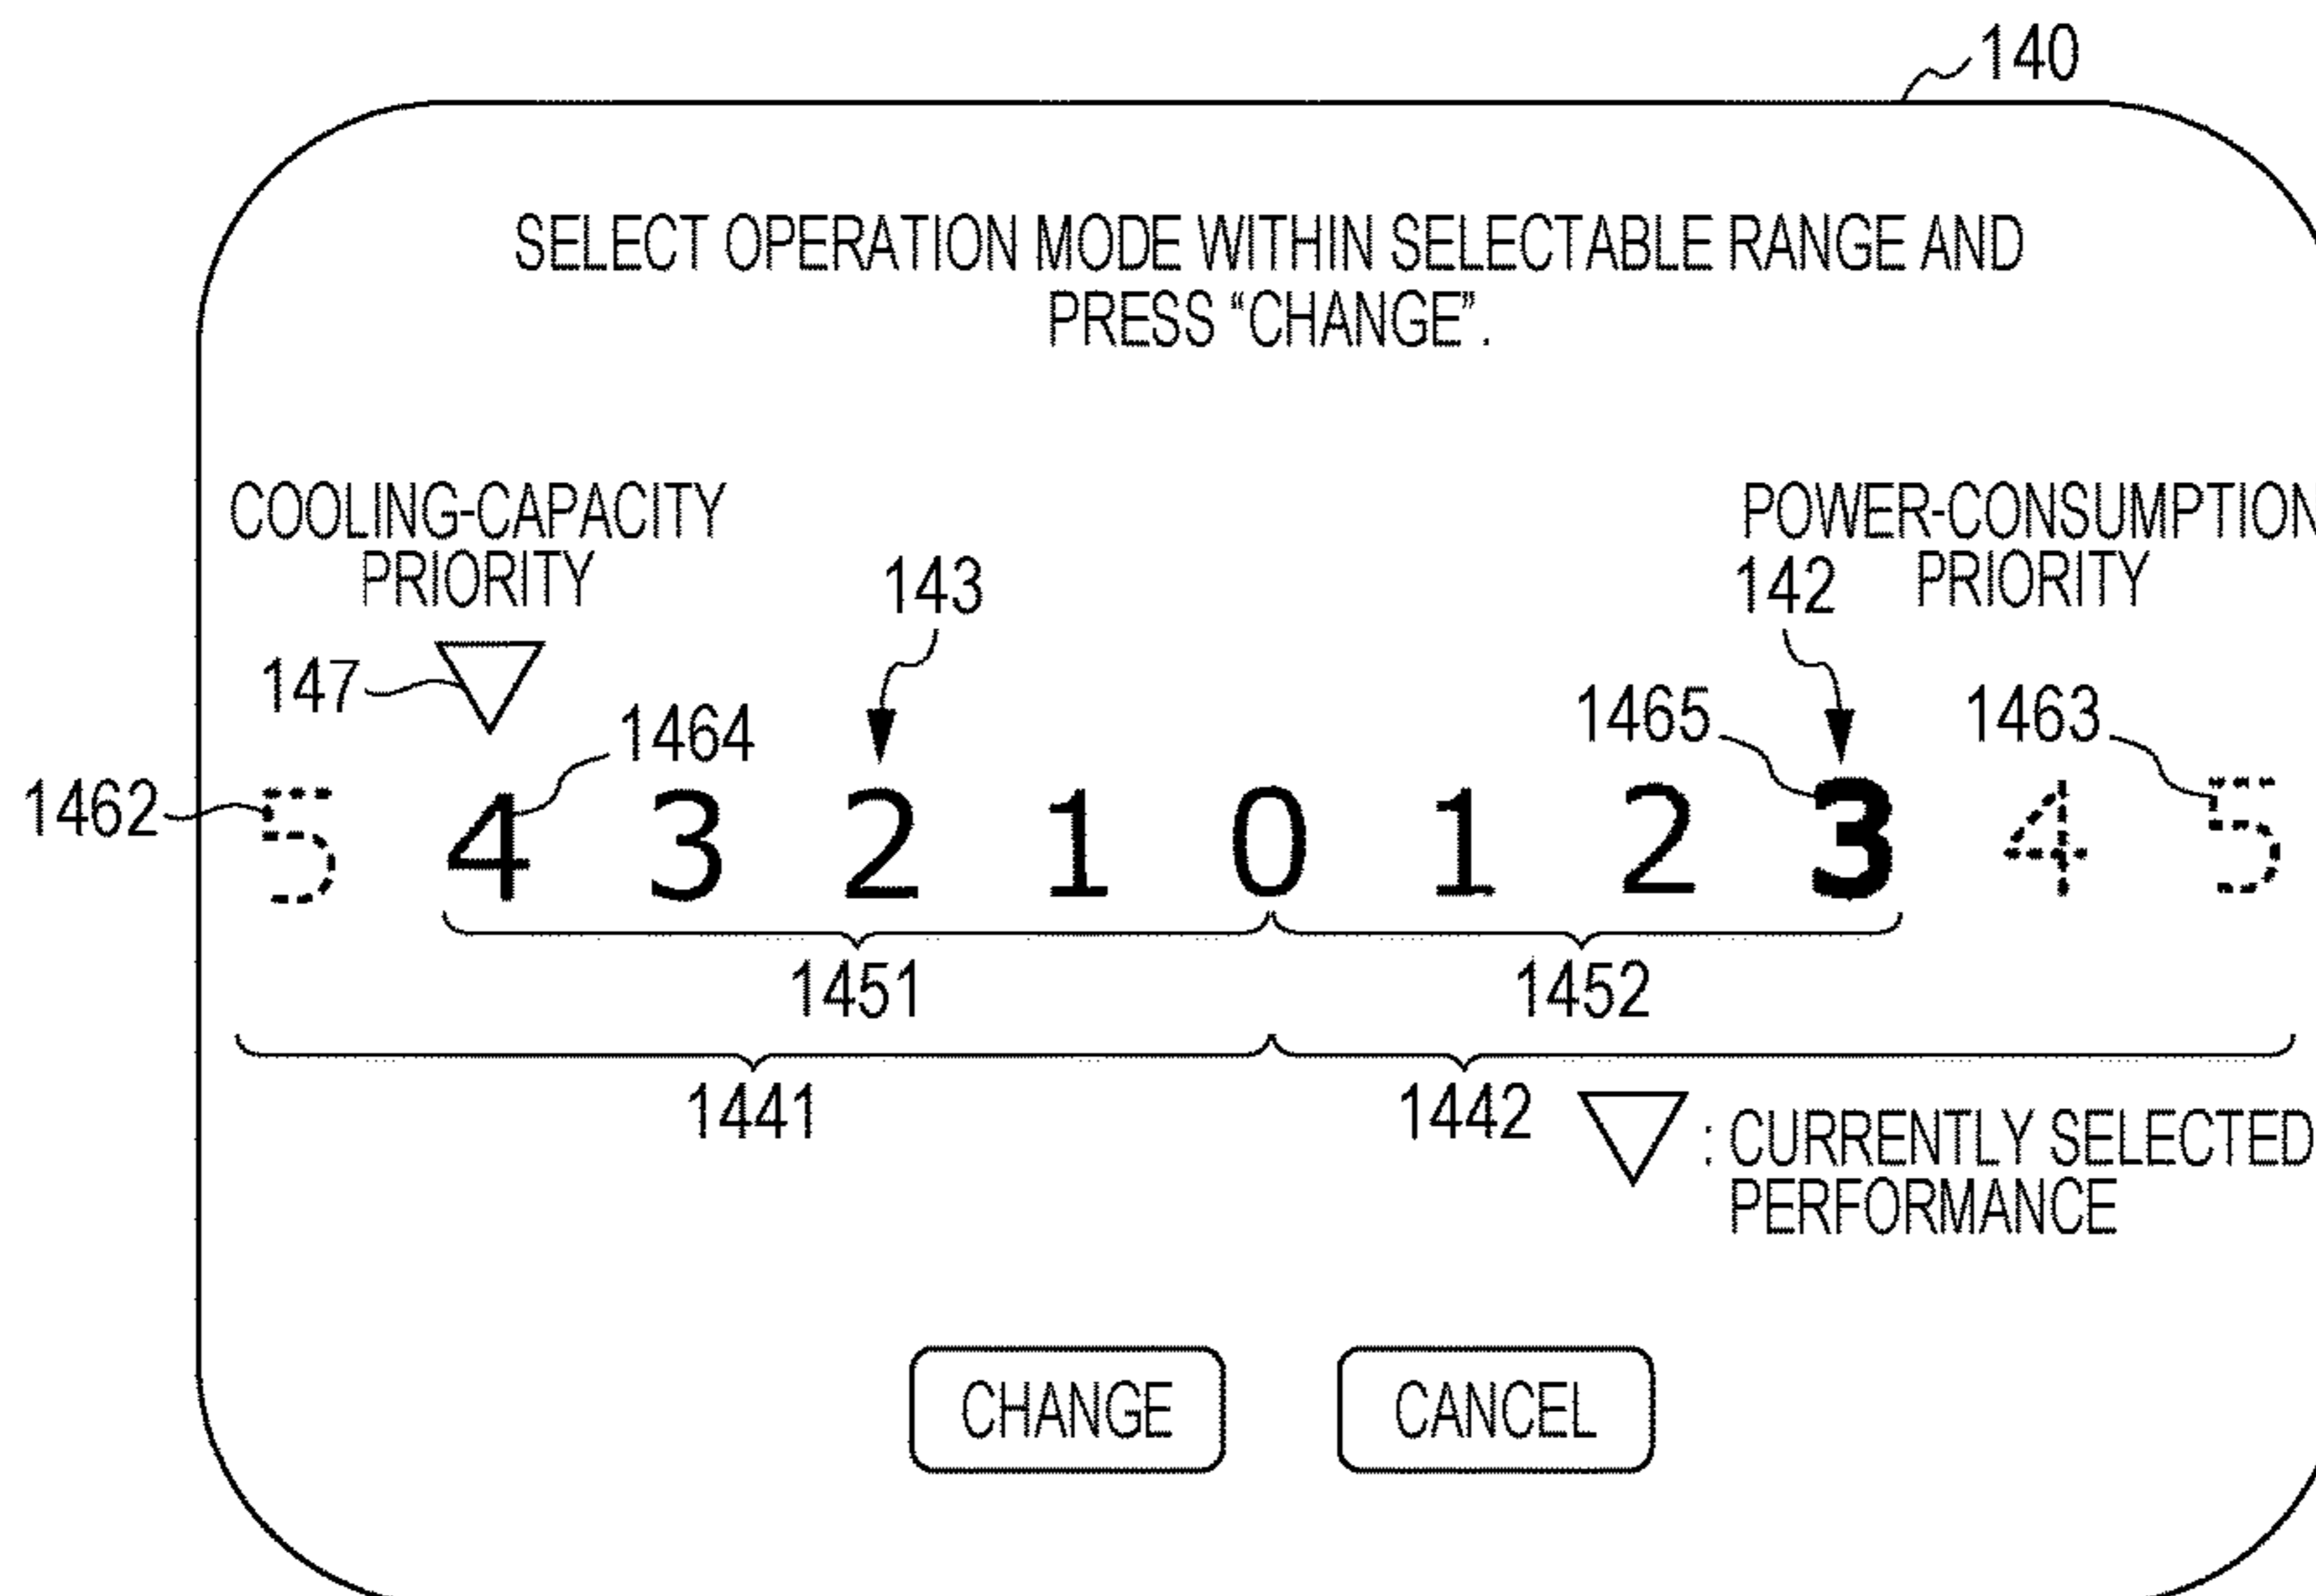 140
SELECT OPERATION MODE WITHIN SELECTABLE RANGE AND
PRESS “CHANGE”.
COOLING-CAPACITY
PRIORITY
POWER-CONSUMPTION
PRIORITY
143
142
147
1464
1465
1463
1462
5 4 3 2 1 0 1 2 3 4 5
1451
1452
1441
1442
: CURRENTLY SELECTED
PERFORMANCE
CHANGE
CANCEL